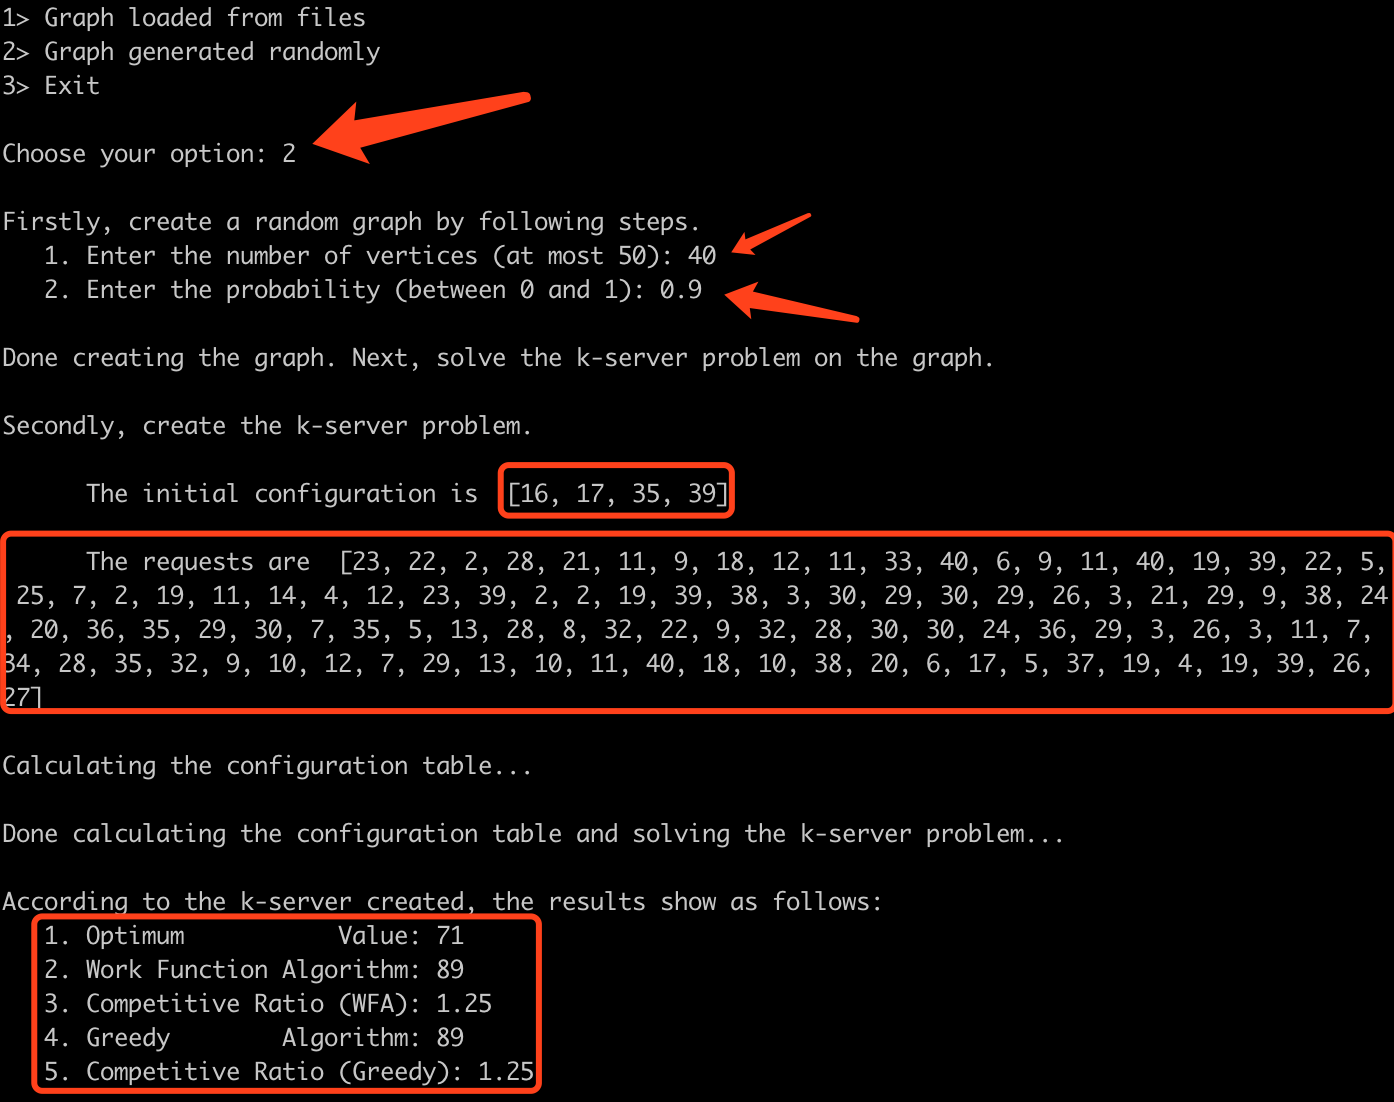 1> Graph loaded from files
2> Graph generated randomly
3> Exit
Choose your option: 2
Firstly, create a random graph by following steps.
1. Enter the number of vertices (at most 50): 40
2. Enter the probability (between 0 and 1): 0.9
Done creating the graph. Next, solve the k-server problem on the graph.
Secondly, create the k-server problem.
The initial configuration is [16, 17, 35, 39]
The requests are [23, 22, 2, 28, 21, 11, 9, 18, 12, 11, 33, 40, 6, 9, 11, 40, 19, 39, 22, 5,
25, 7, 2, 19, 11, 14, 4, 12, 23, 39, 2, 2, 19, 39, 38, 3, 30, 29, 30, 29, 26, 3, 21, 29, 9, 38, 24
, 20, 36, 35, 29, 30, 7, 35, 5, 13, 28, 8, 32, 22, 9, 32, 28, 30, 30, 24, 36, 29, 3, 26, 3, 11, 7,
34, 28, 35, 32, 9, 10, 12, 7, 29, 13, 10, 11, 40, 18, 10, 38, 20, 6, 17, 5, 37, 19, 4, 19, 39, 26,
27]
Calculating the configuration table...
Done calculating the configuration table and solving the k-server problem...
According to the k-server created, the results show as follows:
1. Optimum Value: 71
2. Work Function Algorithm: 89
3. Competitive Ratio (WFA): 1.25
4. Greedy Algorithm: 89
5. Competitive Ratio (Greedy): 1.25